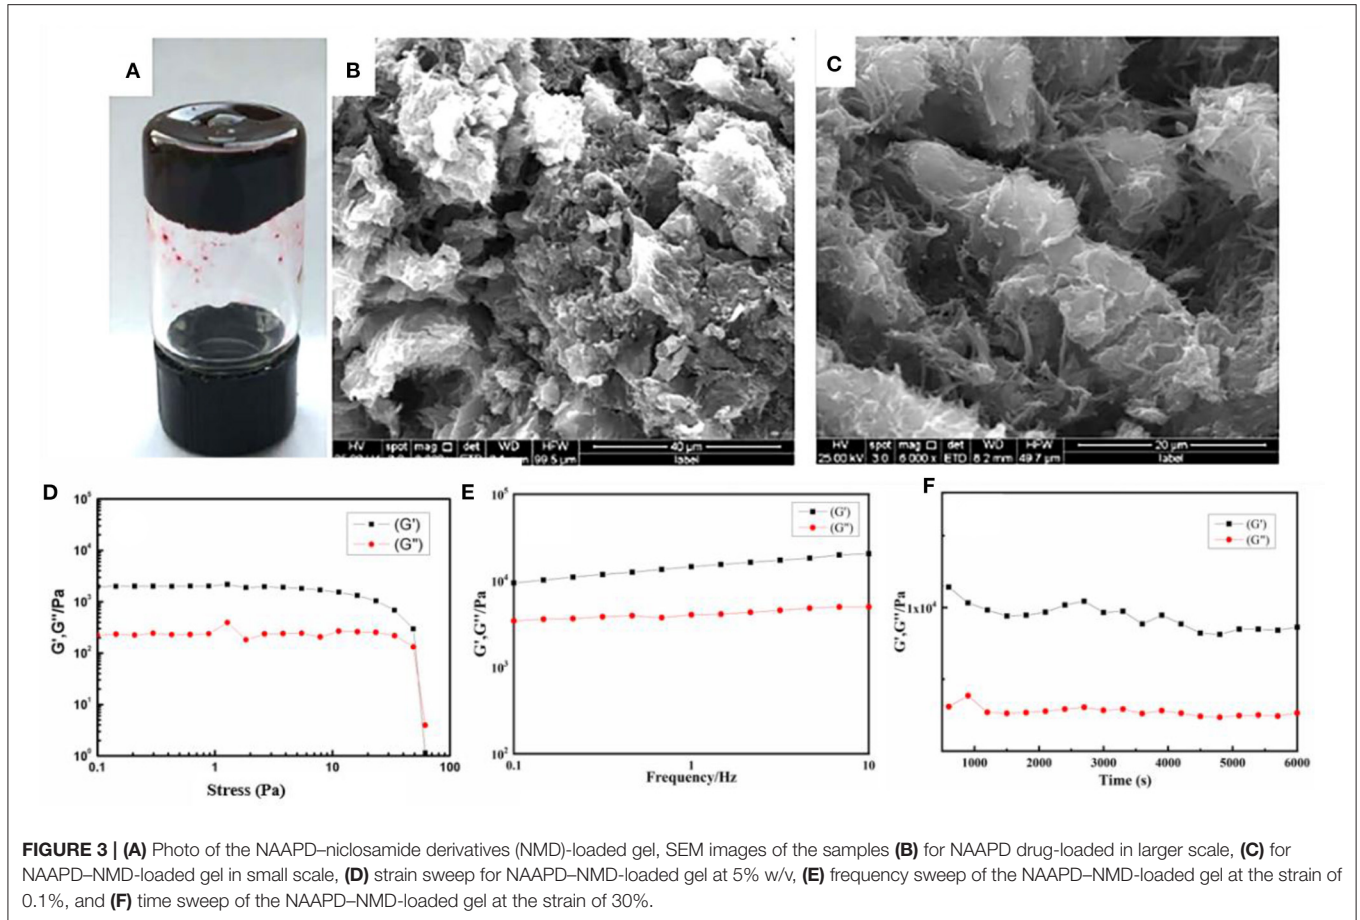 A
B
C
HV spot mag □ det WD HFW 40 µm
99.5 µm label
HV spot mag □ det WD HFW 20 µm
25.00 kV 3.0 6 000 x ETD 8.2 mm 49.7 µm label
D
10⁵
10⁴
10³
10²
10¹
10⁰
G',G''/Pa
(G')
(G'')
0.1 1 10 100
Stress (Pa)
E
10⁵
10⁴
10³
10²
G',G''/Pa
(G')
(G'')
0.1 1 10
Frequency/Hz
F
1x10⁴
G',G''/Pa
(G')
(G'')
1000 2000 3000 4000 5000 6000
Time (s)
FIGURE 3 | (A) Photo of the NAAPD–niclosamide derivatives (NMD)-loaded gel, SEM images of the samples (B) for NAAPD drug-loaded in larger scale, (C) for
NAAPD–NMD-loaded gel in small scale, (D) strain sweep for NAAPD–NMD-loaded gel at 5% w/v, (E) frequency sweep of the NAAPD–NMD-loaded gel at the strain of
0.1%, and (F) time sweep of the NAAPD–NMD-loaded gel at the strain of 30%.